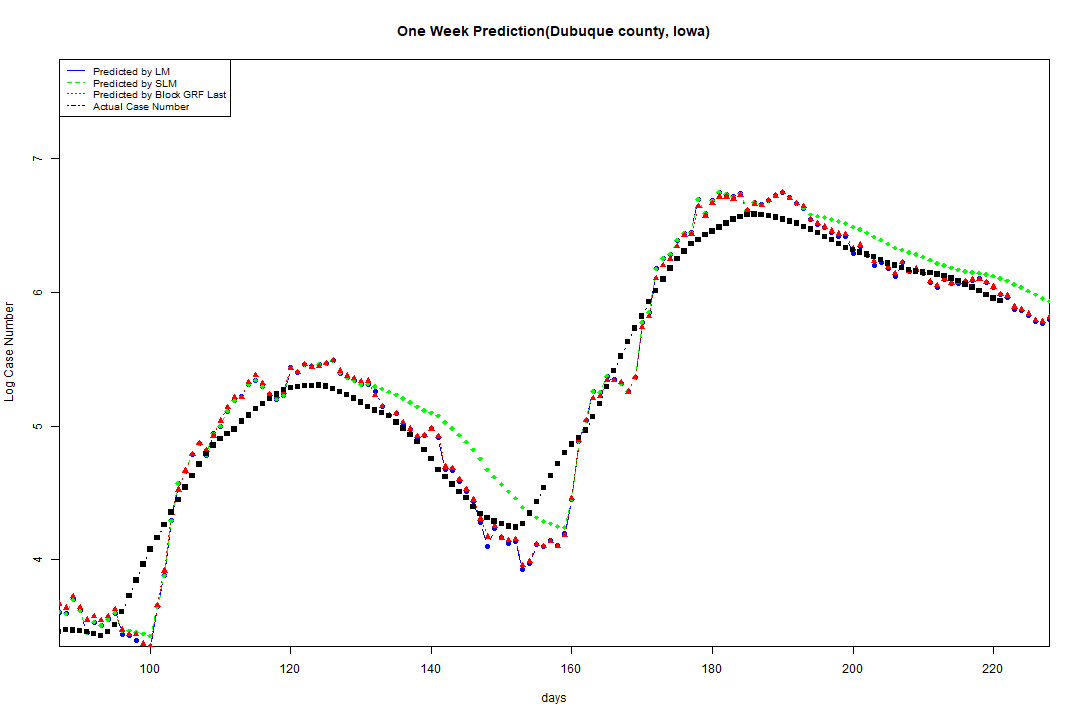 One Week Prediction(Dubuque county, Iowa)
Predicted by LM
Predicted by SLM
Predicted by Block GRF Last
Actual Case Number
7
6
5
4
Log Case Number
100 120 140 160 180 200 220
days